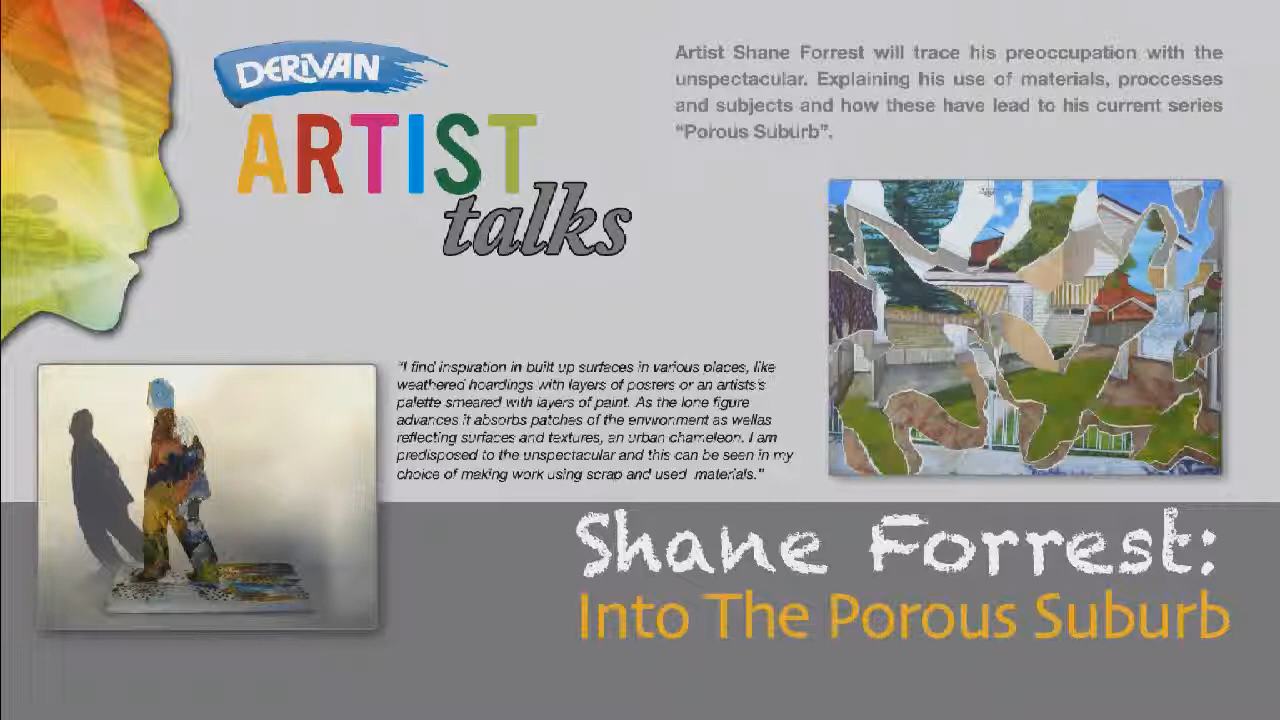 DERIVAN
ARTIST
talks
Artist Shane Forrest will trace his preoccupation with the
unspectacular. Explaining his use of materials, proccesses
and subjects and how these have lead to his current series
“Porous Suburb”.
"I find inspiration in built up surfaces in various places, like
weathered hoardings with layers of posters or an artists's
palette smeared with layers of paint. As the lone figure
advances it absorbs patches of the environment as wellas
reflecting surfaces and textures, an urban chameleon. I am
predisposed to the unspectacular and this can be seen in my
choice of making work using scrap and used materials."
Shane Forrest:
Into The Porous Suburb